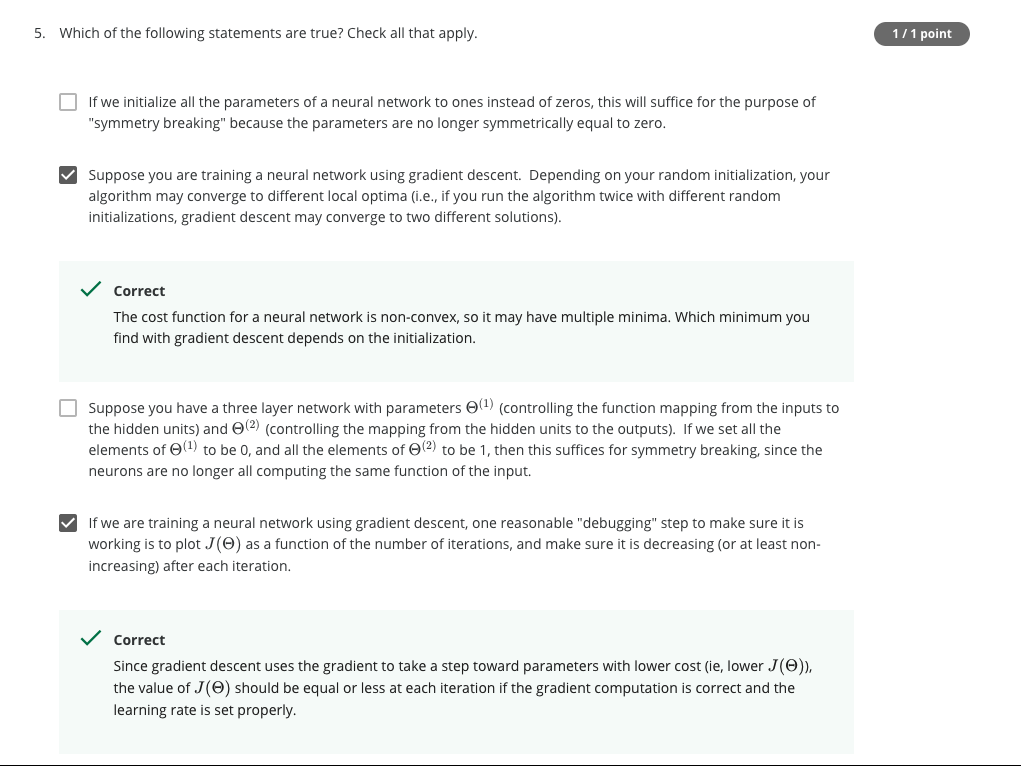 5. Which of the following statements are true? Check all that apply.
1 / 1 point
If we initialize all the parameters of a neural network to ones instead of zeros, this will suffice for the purpose of
"symmetry breaking" because the parameters are no longer symmetrically equal to zero.
Suppose you are training a neural network using gradient descent. Depending on your random initialization, your
algorithm may converge to different local optima (i.e., if you run the algorithm twice with different random
initializations, gradient descent may converge to two different solutions).
Correct
The cost function for a neural network is non-convex, so it may have multiple minima. Which minimum you
find with gradient descent depends on the initialization.
Suppose you have a three layer network with parameters Θ⁽¹⁾ (controlling the function mapping from the inputs to
the hidden units) and Θ⁽²⁾ (controlling the mapping from the hidden units to the outputs). If we set all the
elements of Θ⁽¹⁾ to be 0, and all the elements of Θ⁽²⁾ to be 1, then this suffices for symmetry breaking, since the
neurons are no longer all computing the same function of the input.
If we are training a neural network using gradient descent, one reasonable "debugging" step to make sure it is
working is to plot J(Θ) as a function of the number of iterations, and make sure it is decreasing (or at least non-
increasing) after each iteration.
Correct
Since gradient descent uses the gradient to take a step toward parameters with lower cost (ie, lower J(Θ)),
the value of J(Θ) should be equal or less at each iteration if the gradient computation is correct and the
learning rate is set properly.